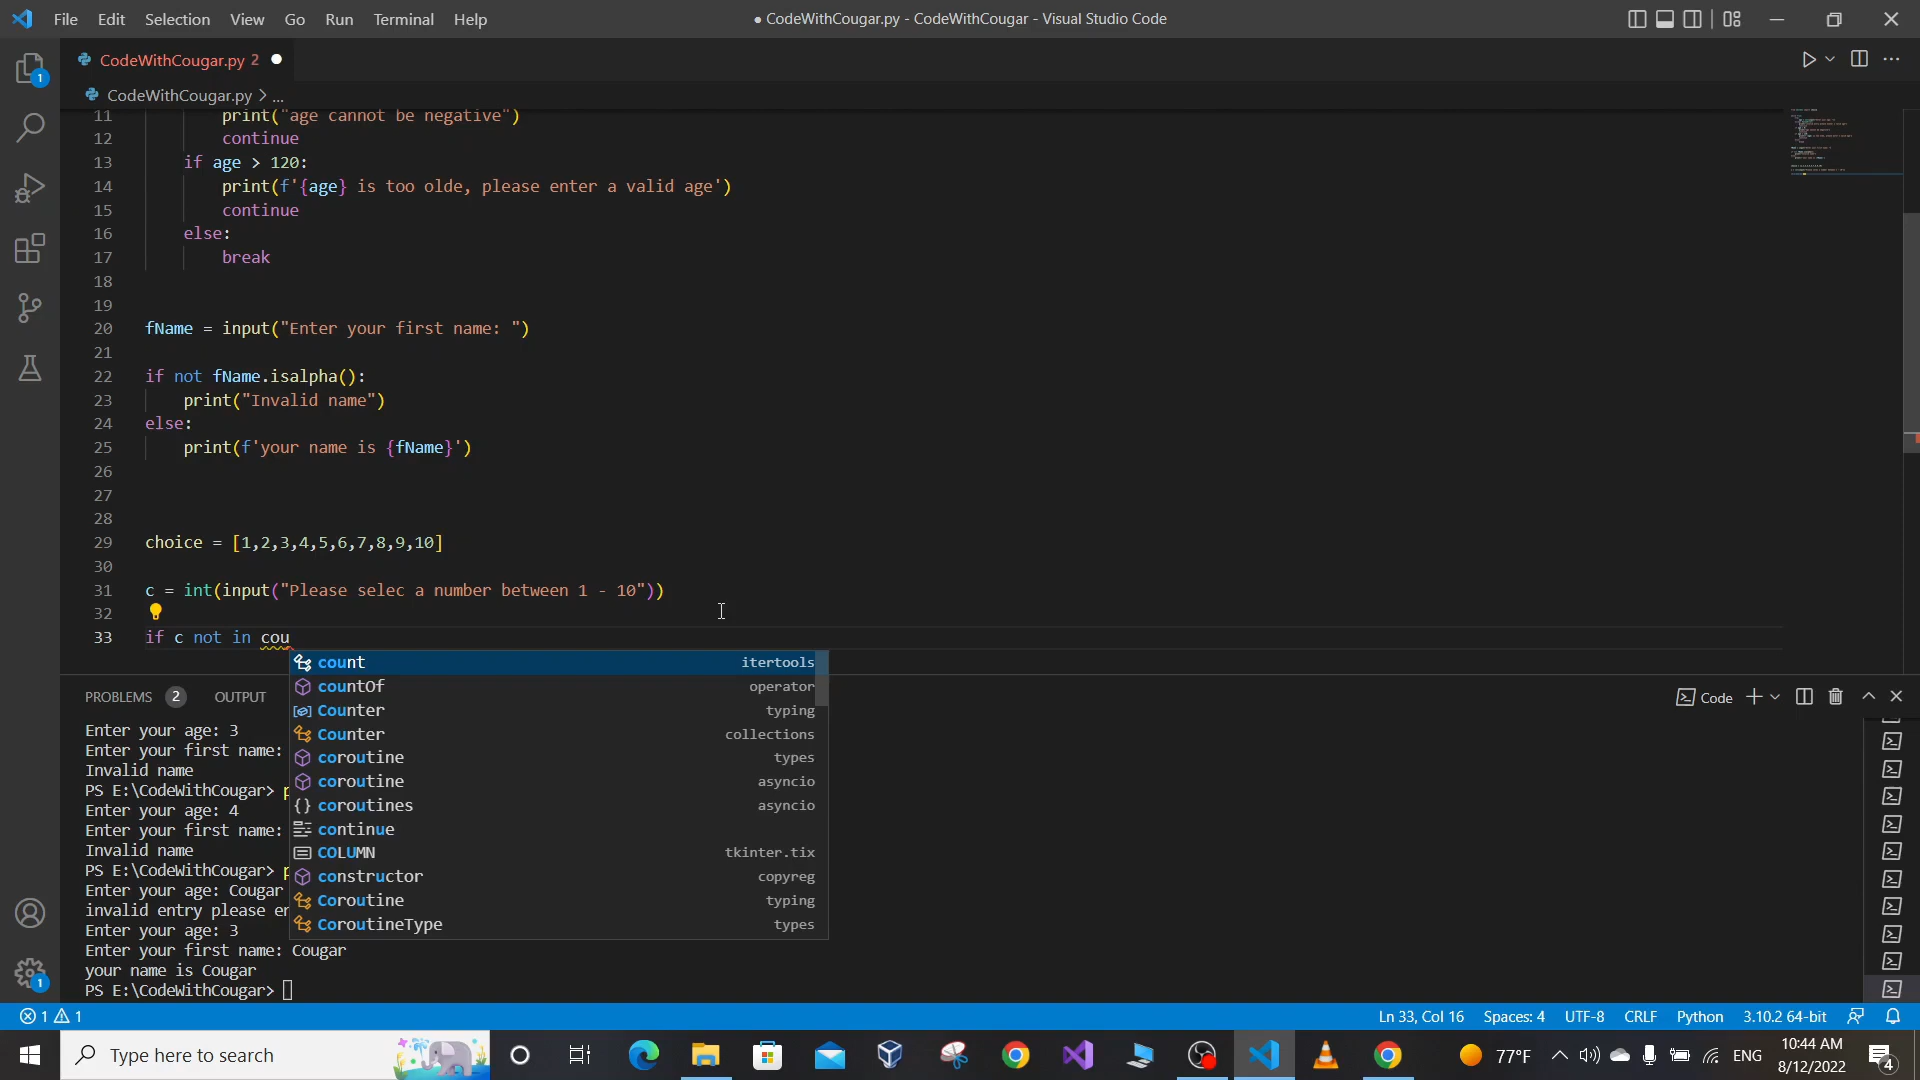 File Edit Selection View Go Run Terminal Help
● CodeWithCougar.py - CodeWithCougar - Visual Studio Code
CodeWithCougar.py 2 ●
CodeWithCougar.py > ...
11 print("age cannot be negative")
12 continue
13 if age > 120:
14 print(f'{age} is too olde, please enter a valid age')
15 continue
16 else:
17 break
18
19
20 fName = input("Enter your first name: ")
21
22 if not fName.isalpha():
23 print("Invalid name")
24 else:
25 print(f'your name is {fName}')
26
27
28
29 choice = [1,2,3,4,5,6,7,8,9,10]
30
31 c = int(input("Please selec a number between 1 - 10"))
32
33 if c not in cou
count itertools
countOf operator
Counter typing
Counter collections
coroutine types
coroutine asyncio
coroutines asyncio
continue
COLUMN tkinter.tix
constructor copyreg
Coroutine typing
CoroutineType types
PROBLEMS 2 OUTPUT
Code
Enter your age: 3
Enter your first name:
Invalid name
PS E:\CodeWithCougar> p
Enter your age: 4
Enter your first name:
Invalid name
PS E:\CodeWithCougar> p
Enter your age: Cougar
invalid entry please en
Enter your age: 3
Enter your first name: Cougar
your name is Cougar
PS E:\CodeWithCougar>
1
1
1 1
Ln 33, Col 16 Spaces: 4 UTF-8 CRLF Python 3.10.2 64-bit
Type here to search
77°F ENG
10:44 AM
8/12/2022
4